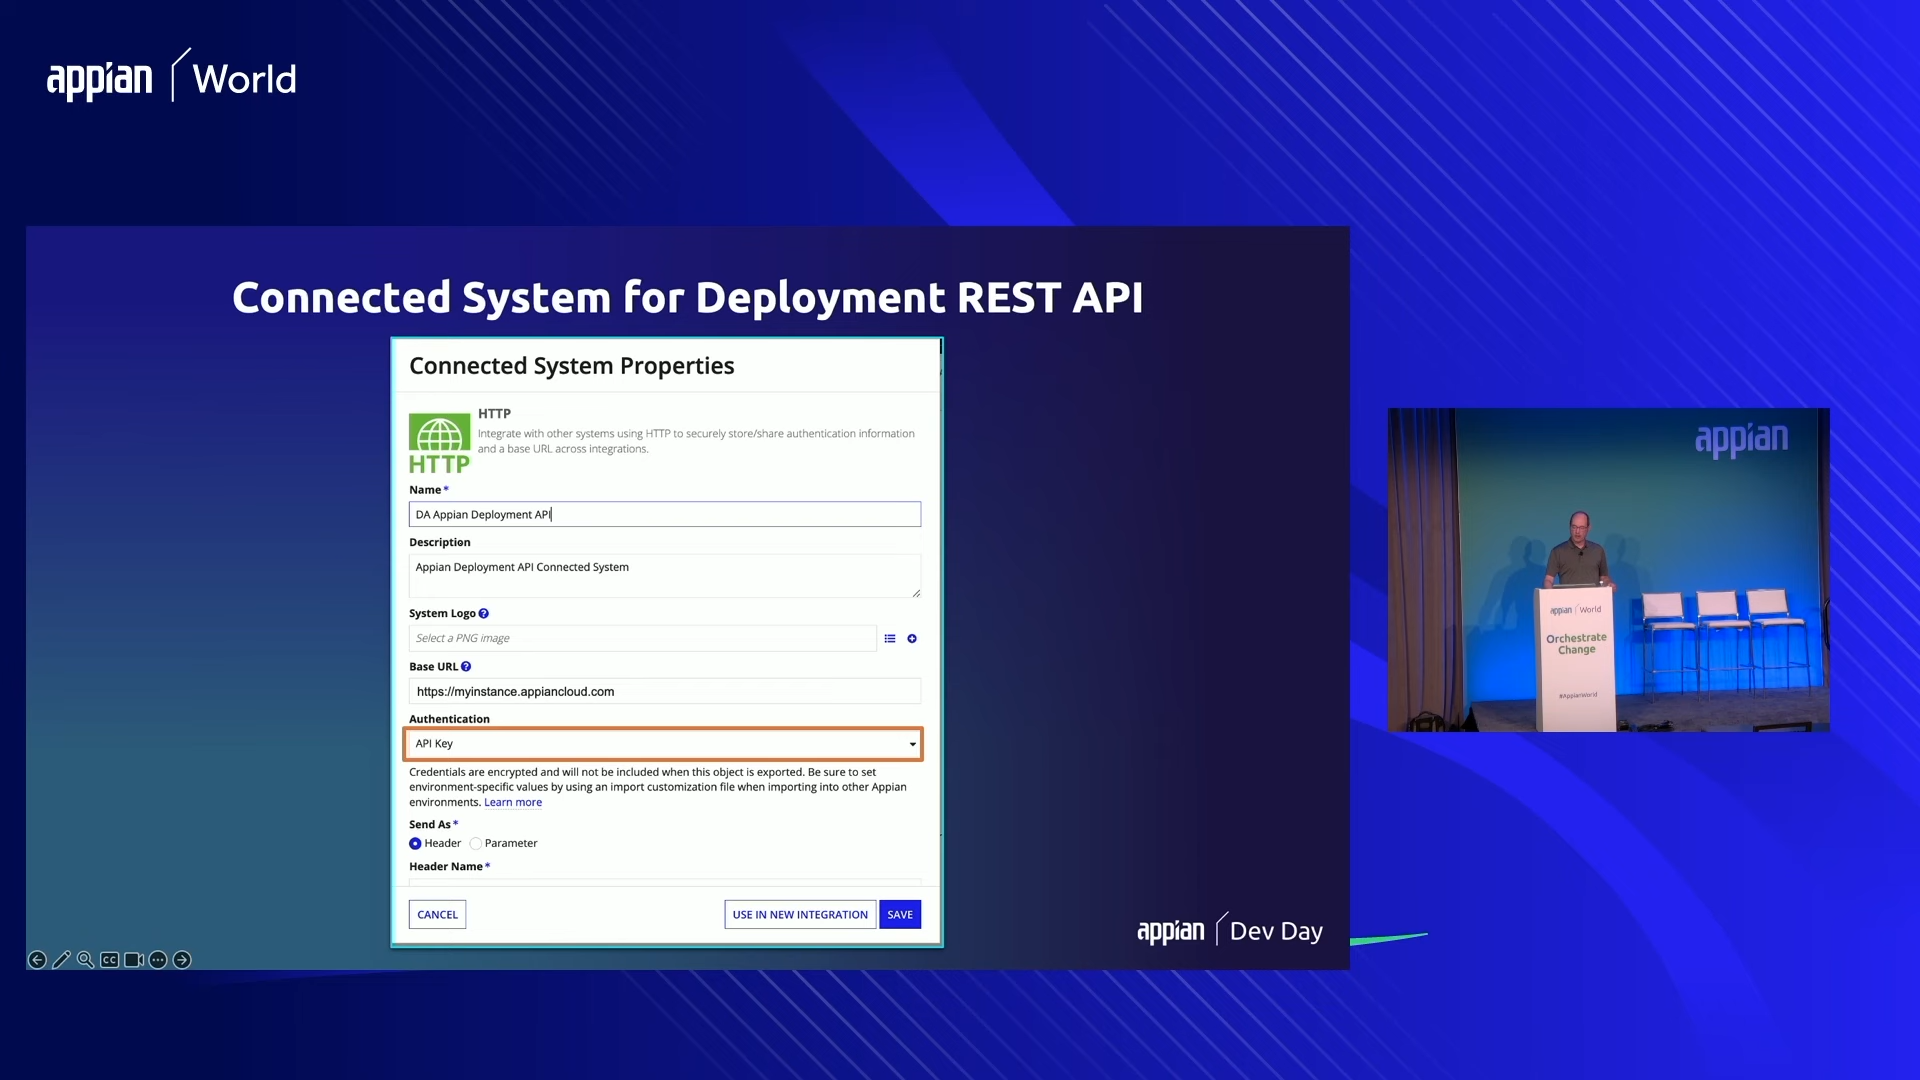 appian World
Connected System for Deployment REST API
Connected System Properties
HTTP
HTTP
Integrate with other systems using HTTP to securely store/share authentication information
and a base URL across integrations.
Name *
DA Appian Deployment API
Description
Appian Deployment API Connected System
System Logo ?
Select a PNG image
Base URL ?
https://myinstance.appiancloud.com
Authentication
API Key
Credentials are encrypted and will not be included when this object is exported. Be sure to set
environment-specific values by using an import customization file when importing into other Appian
environments. Learn more
Send As *
Header Parameter
Header Name *
CANCEL
USE IN NEW INTEGRATION
SAVE
appian Dev Day
CC
appian
appian World
Orchestrate
Change
#AppianWorld